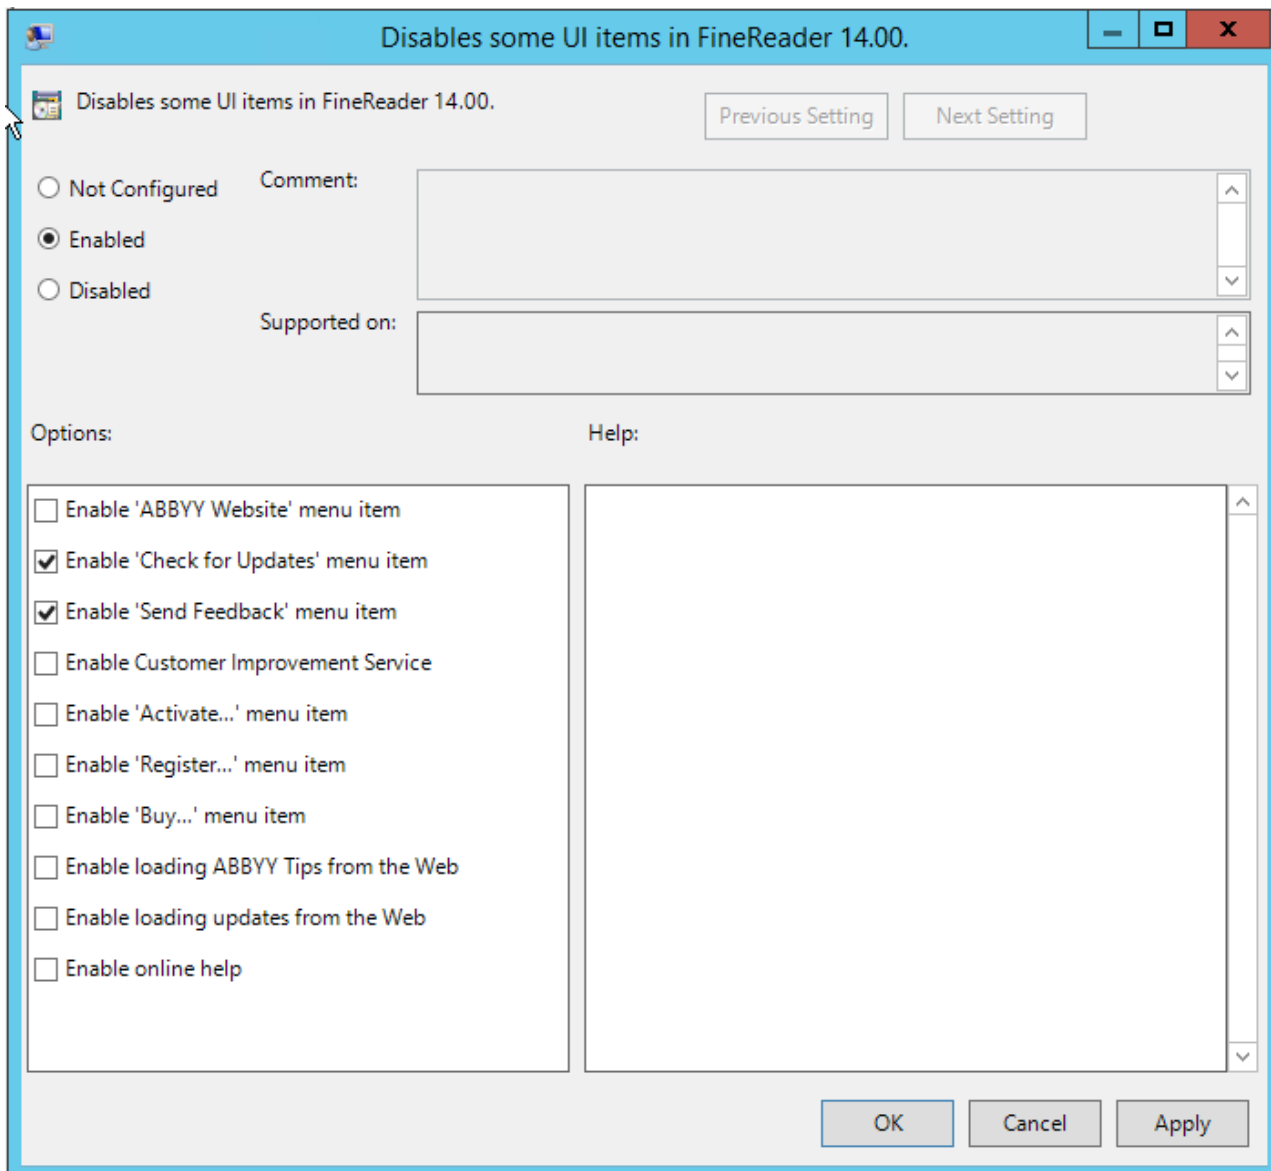 Disables some UI items in FineReader 14.00.
Disables some UI items in FineReader 14.00.
Previous Setting
Next Setting
Not Configured
Comment:
Enabled
Disabled
Supported on:
Options:
Help:
Enable 'ABBYY Website' menu item
Enable 'Check for Updates' menu item
Enable 'Send Feedback' menu item
Enable Customer Improvement Service
Enable 'Activate...' menu item
Enable 'Register...' menu item
Enable 'Buy...' menu item
Enable loading ABBYY Tips from the Web
Enable loading updates from the Web
Enable online help
OK
Cancel
Apply